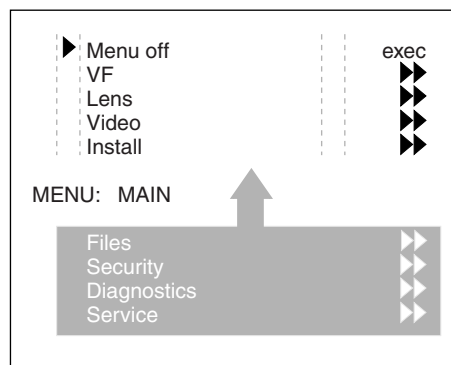 Menu off exec
VF
Lens
Video
Install
MENU: MAIN
Files
Security
Diagnostics
Service